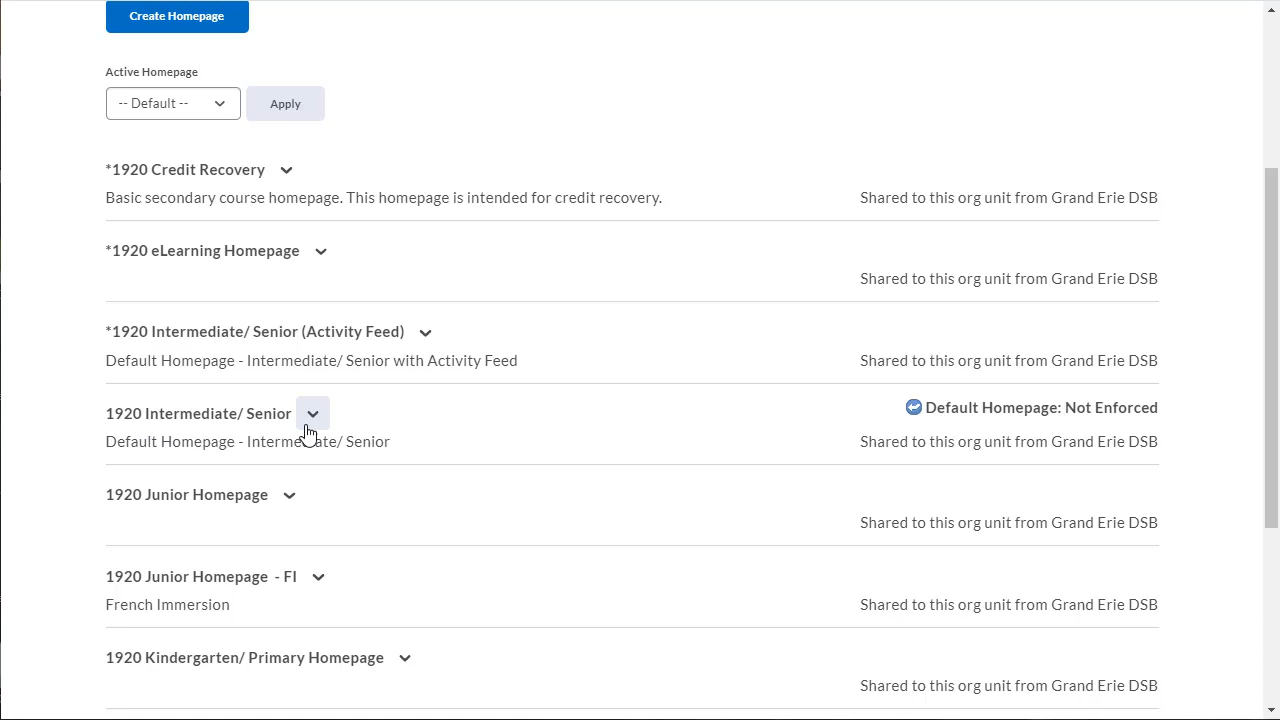 Create Homepage
Active Homepage
-- Default --
Apply
*1920 Credit Recovery
Basic secondary course homepage. This homepage is intended for credit recovery.
Shared to this org unit from Grand Erie DSB
*1920 eLearning Homepage
Shared to this org unit from Grand Erie DSB
*1920 Intermediate/ Senior (Activity Feed)
Default Homepage - Intermediate/ Senior with Activity Feed
Shared to this org unit from Grand Erie DSB
1920 Intermediate/ Senior
Default Homepage: Not Enforced
Default Homepage - Intermediate/ Senior
Shared to this org unit from Grand Erie DSB
1920 Junior Homepage
Shared to this org unit from Grand Erie DSB
1920 Junior Homepage - FI
French Immersion
Shared to this org unit from Grand Erie DSB
1920 Kindergarten/ Primary Homepage
Shared to this org unit from Grand Erie DSB